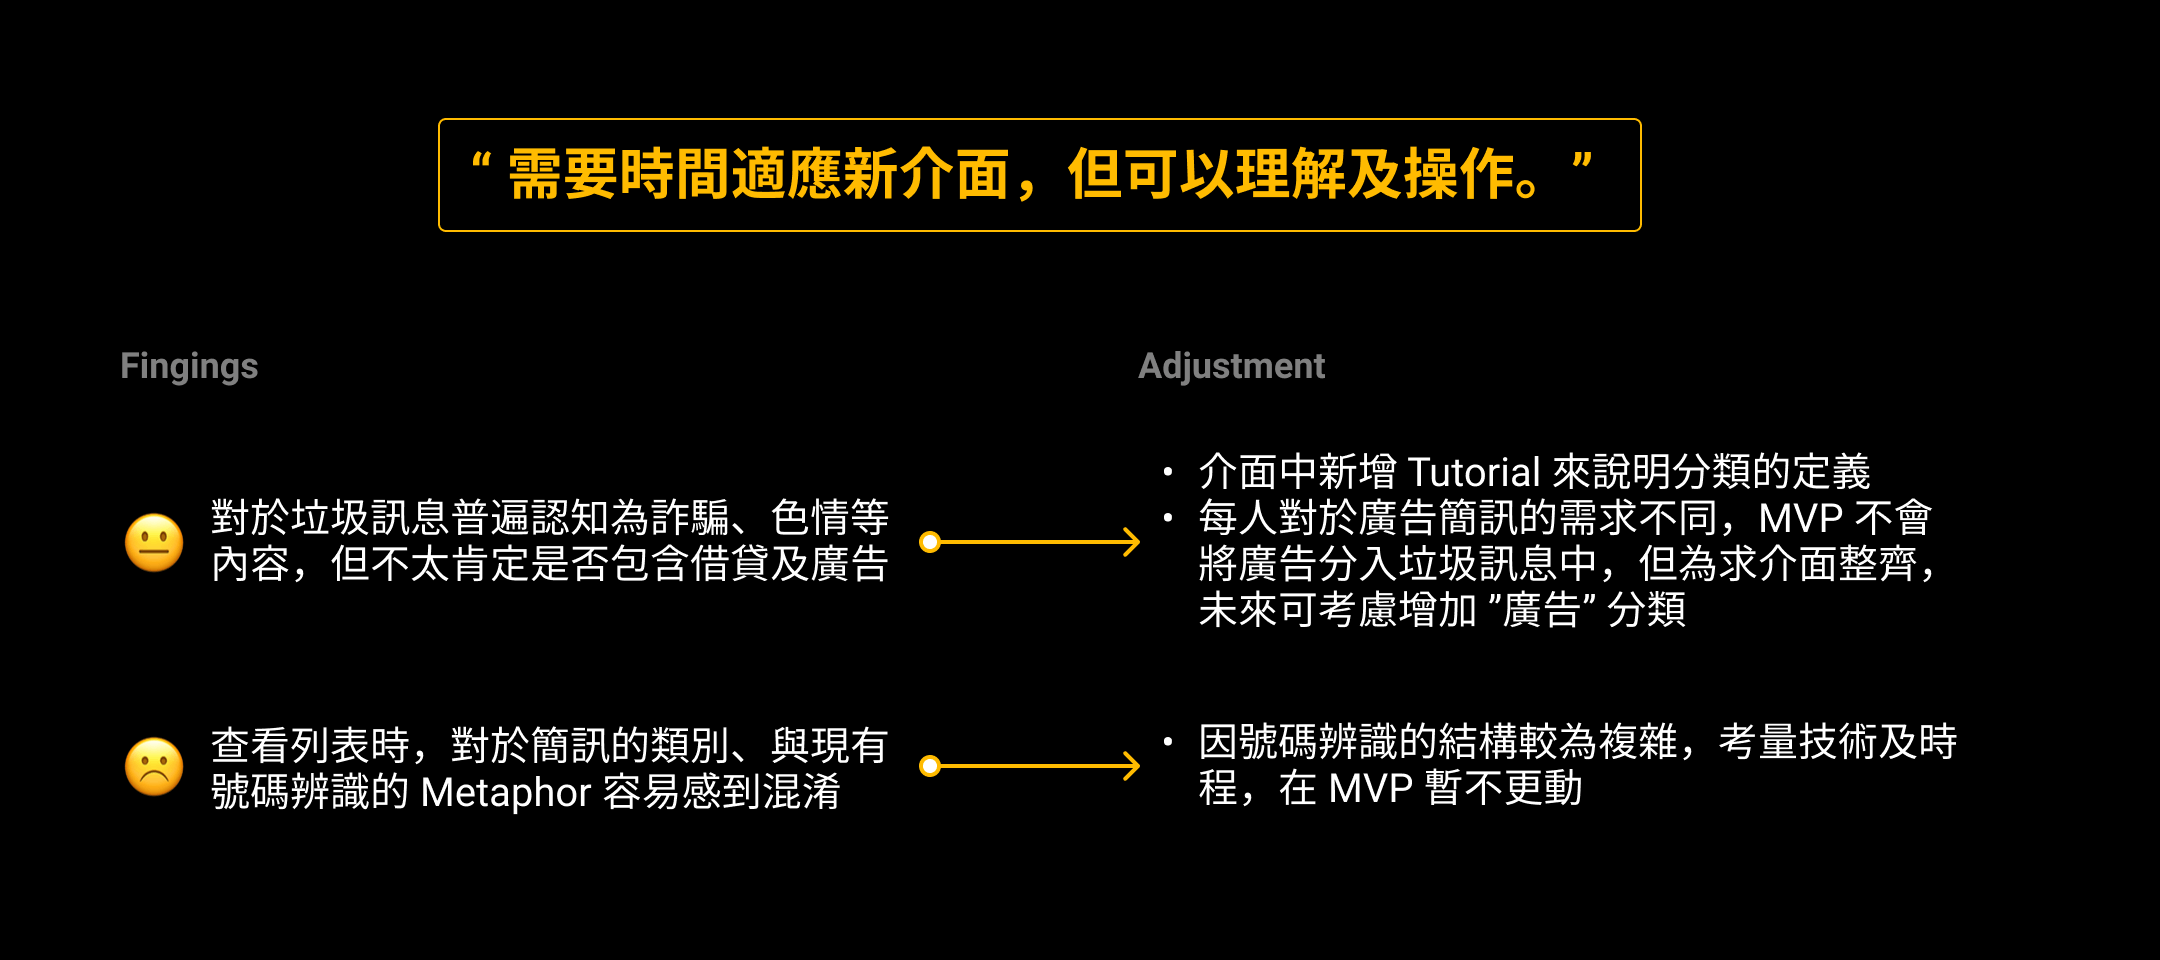 “ 需要時間適應新介面，但可以理解及操作。”
Fingings
Adjustment
對於垃圾訊息普遍認知為詐騙、色情等
內容，但不太肯定是否包含借貸及廣告
• 介面中新增 Tutorial 來說明分類的定義
• 每人對於廣告簡訊的需求不同，MVP 不會
將廣告分入垃圾訊息中，但為求介面整齊，
未來可考慮增加 ”廣告” 分類
查看列表時，對於簡訊的類別、與現有
號碼辨識的 Metaphor 容易感到混淆
• 因號碼辨識的結構較為複雜，考量技術及時
程，在 MVP 暫不更動